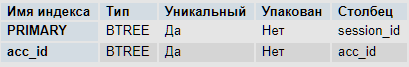 Имя индекса Тип Уникальный Упакован Столбец
PRIMARY BTREE Да Нет session_id
acc_id BTREE Да Нет acc_id